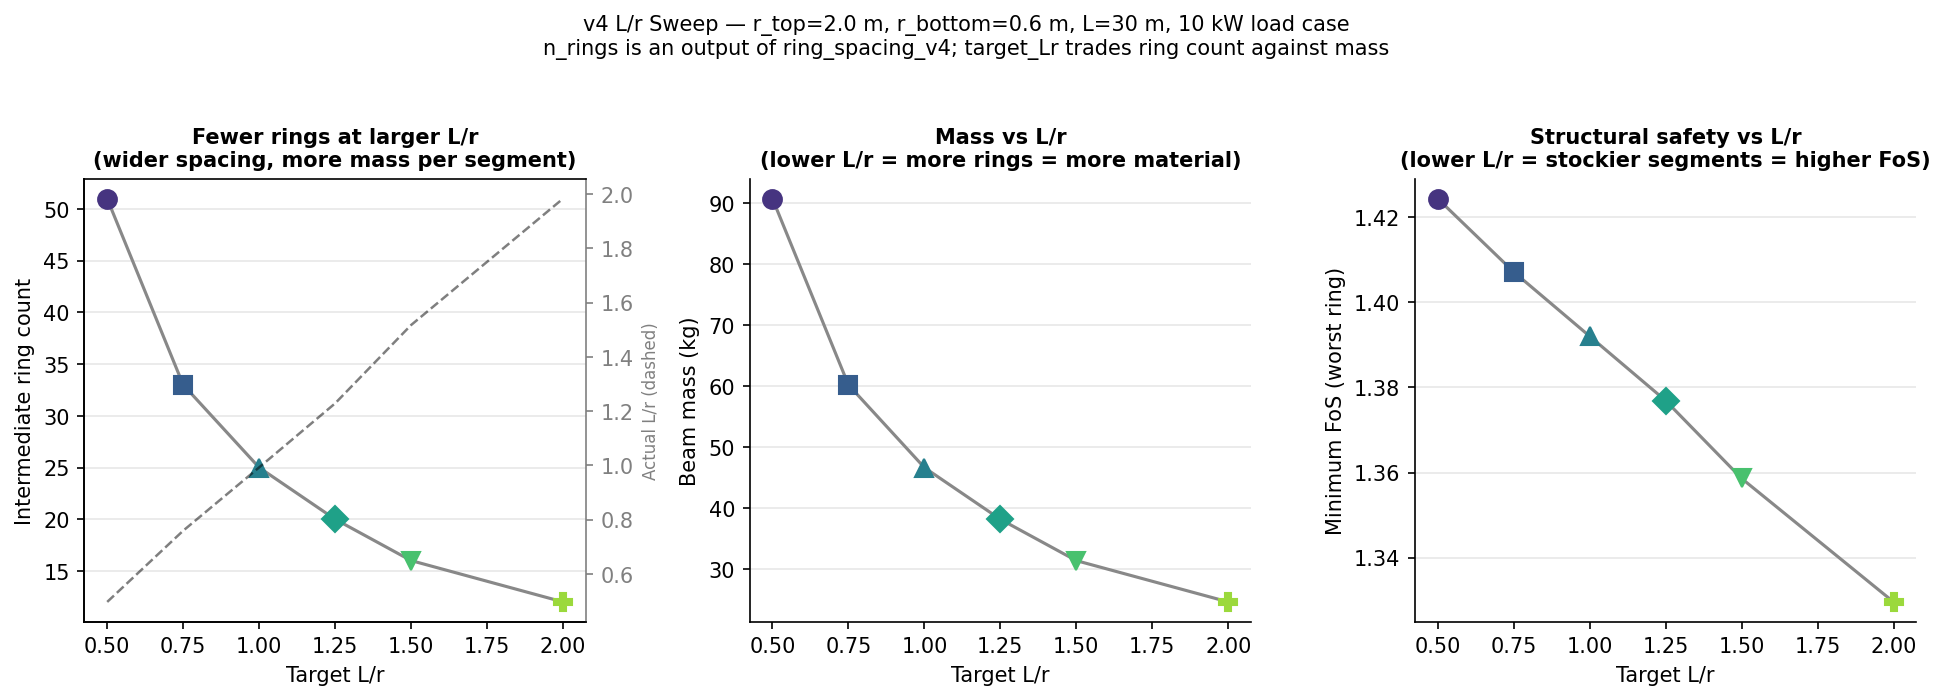 v4 L/r Sweep — r_top=2.0 m, r_bottom=0.6 m, L=30 m, 10 kW load case
n_rings is an output of ring_spacing_v4; target_Lr trades ring count against mass
Fewer rings at larger L/r
(wider spacing, more mass per segment)
50
45
40
35
30
25
20
15
Intermediate ring count
2.0
1.8
1.6
1.4
1.2
1.0
0.8
0.6
Actual L/r (dashed)
0.50 0.75 1.00 1.25 1.50 1.75 2.00
Target L/r
Mass vs L/r
(lower L/r = more rings = more material)
90
80
70
60
50
40
30
Beam mass (kg)
0.50 0.75 1.00 1.25 1.50 1.75 2.00
Target L/r
Structural safety vs L/r
(lower L/r = stockier segments = higher FoS)
1.42
1.40
1.38
1.36
1.34
Minimum FoS (worst ring)
0.50 0.75 1.00 1.25 1.50 1.75 2.00
Target L/r